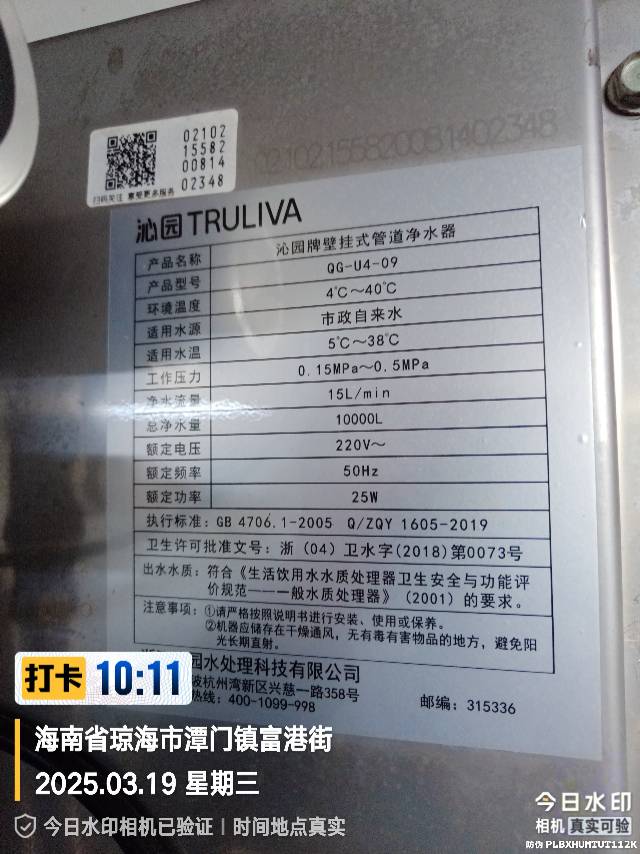 02102
15582
00814
02348
扫码关注 享受更多服务
02102155820081402348
沁园 TRULIVA
产品名称 沁园牌壁挂式管道净水器
产品型号 QG-U4-09
环境温度 4℃～40℃
适用水源 市政自来水
适用水温 5℃～38℃
工作压力 0.15MPa～0.5MPa
净水流量 15L/min
总净水量 10000L
额定电压 220V～
额定频率 50Hz
额定功率 25W
执行标准：GB 4706.1-2005 Q/ZQY 1605-2019
卫生许可批准文号：浙（04）卫水字(2018)第0073号
出水水质：符合《生活饮用水水质处理器卫生安全与功能评
价规范——一般水质处理器》（2001）的要求。
注意事项：①请严格按照说明书进行安装、使用或保养。
②机器应储存在干燥通风，无有毒有害物品的地方，避免阳
光长期直射。
园水处理科技有限公司
杭州湾新区兴慈一路358号
热线：400-1099-998 邮编：315336
打卡 10:11
海南省琼海市潭门镇富港街
2025.03.19 星期三
今日水印相机已验证 | 时间地点真实
今日水印
相机 真实可验
防伪 PLBXHUMIUT112K